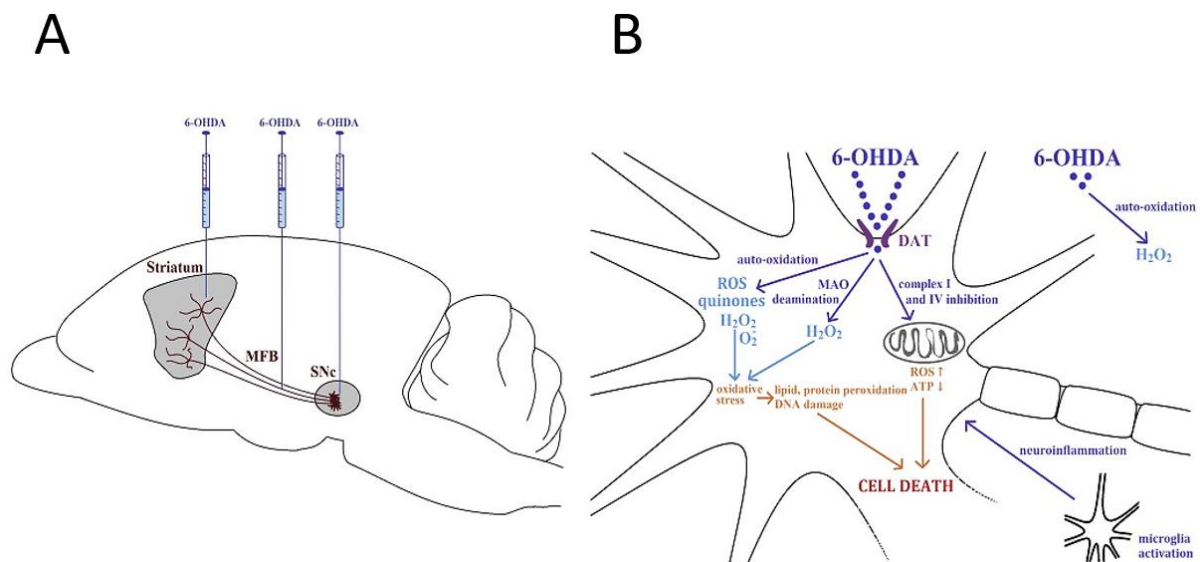 A
6-OHDA 6-OHDA 6-OHDA
Striatum
MFB
SNc
B
6-OHDA
DAT
auto-oxidation
ROS
quinones
H₂O₂
O₂⁻
MAO
deamination
H₂O₂
complex I
and IV inhibition
ROS ↑
ATP ↓
oxidative
stress
lipid, protein peroxidation
DNA damage
CELL DEATH
6-OHDA
auto-oxidation
H₂O₂
neuroinflammation
microglia
activation